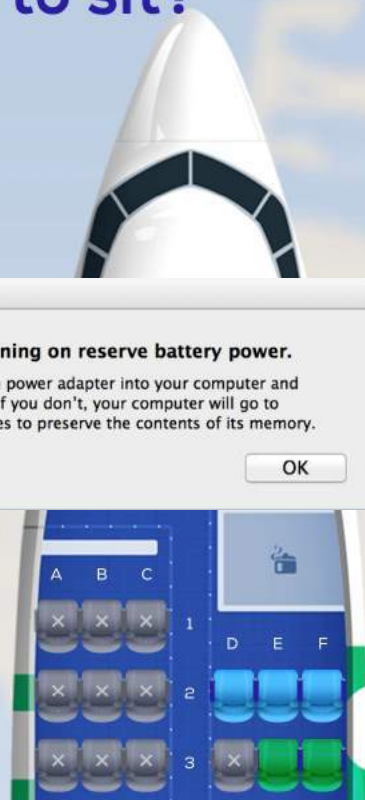 to sit?
ning on reserve battery power.
power adapter into your computer and
f you don't, your computer will go to
es to preserve the contents of its memory.
OK
A B C
1
D E F
2
3